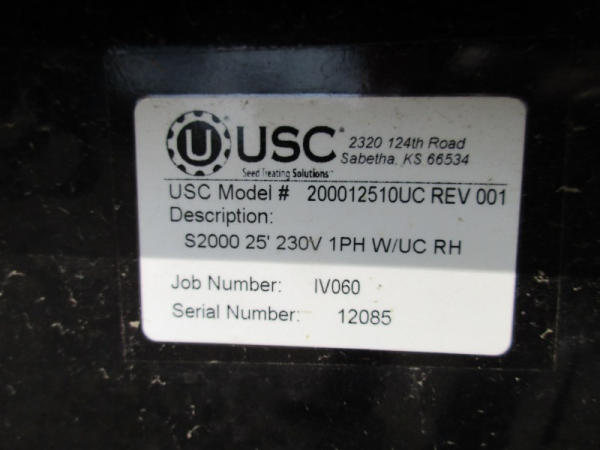 U USC® 2320 124th Road
Sabetha, KS 66534
Seed Treating Solutions™
USC Model # 200012510UC REV 001
Description:
S2000 25' 230V 1PH W/UC RH
Job Number: IV060
Serial Number: 12085